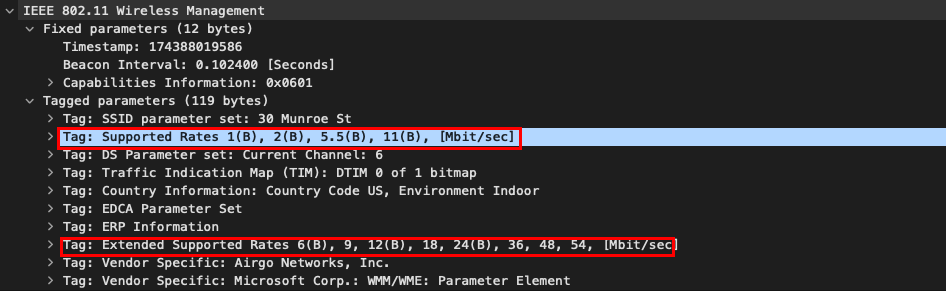 IEEE 802.11 Wireless Management
Fixed parameters (12 bytes)
Timestamp: 174388019586
Beacon Interval: 0.102400 [Seconds]
Capabilities Information: 0x0601
Tagged parameters (119 bytes)
Tag: SSID parameter set: 30 Munroe St
Tag: Supported Rates 1(B), 2(B), 5.5(B), 11(B), [Mbit/sec]
Tag: DS Parameter set: Current Channel: 6
Tag: Traffic Indication Map (TIM): DTIM 0 of 1 bitmap
Tag: Country Information: Country Code US, Environment Indoor
Tag: EDCA Parameter Set
Tag: ERP Information
Tag: Extended Supported Rates 6(B), 9, 12(B), 18, 24(B), 36, 48, 54, [Mbit/sec]
Tag: Vendor Specific: Airgo Networks, Inc.
Tag: Vendor Specific: Microsoft Corp.: WMM/WME: Parameter Element